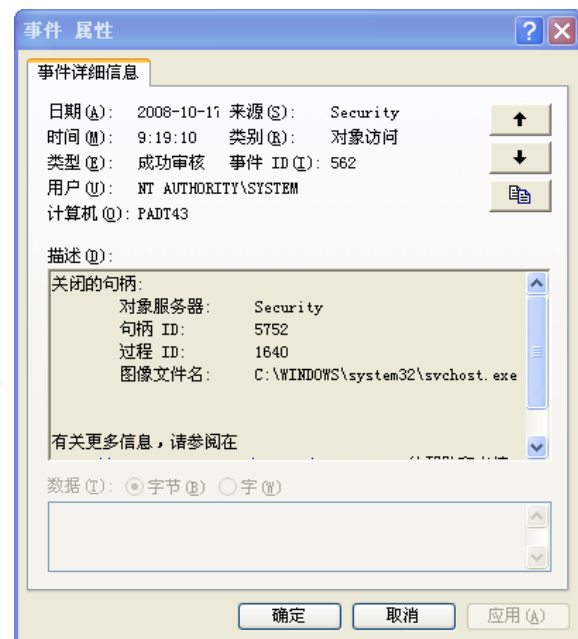 事件 属性
事件详细信息
日期(A): 2008-10-17 来源(S): Security
时间(M): 9:19:10 类别(R): 对象访问
类型(E): 成功审核 事件 ID(I): 562
用户(U): NT AUTHORITY\SYSTEM
计算机(O): PADT43
描述(D):
关闭的句柄:
对象服务器: Security
句柄 ID: 5752
过程 ID: 1640
图像文件名: C:\WINDOWS\system32\svchost.exe
有关更多信息，请参阅在
数据(T): 字节(B) 字(W)
确定 取消 应用(A)